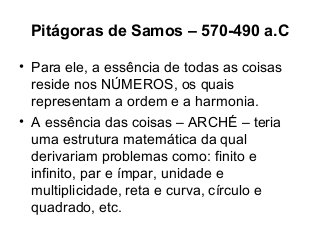 Pitágoras de Samos – 570-490 a.C
• Para ele, a essência de todas as coisas
reside nos NÚMEROS, os quais
representam a ordem e a harmonia.
• A essência das coisas – ARCHÉ – teria
uma estrutura matemática da qual
derivariam problemas como: finito e
infinito, par e ímpar, unidade e
multiplicidade, reta e curva, círculo e
quadrado, etc.